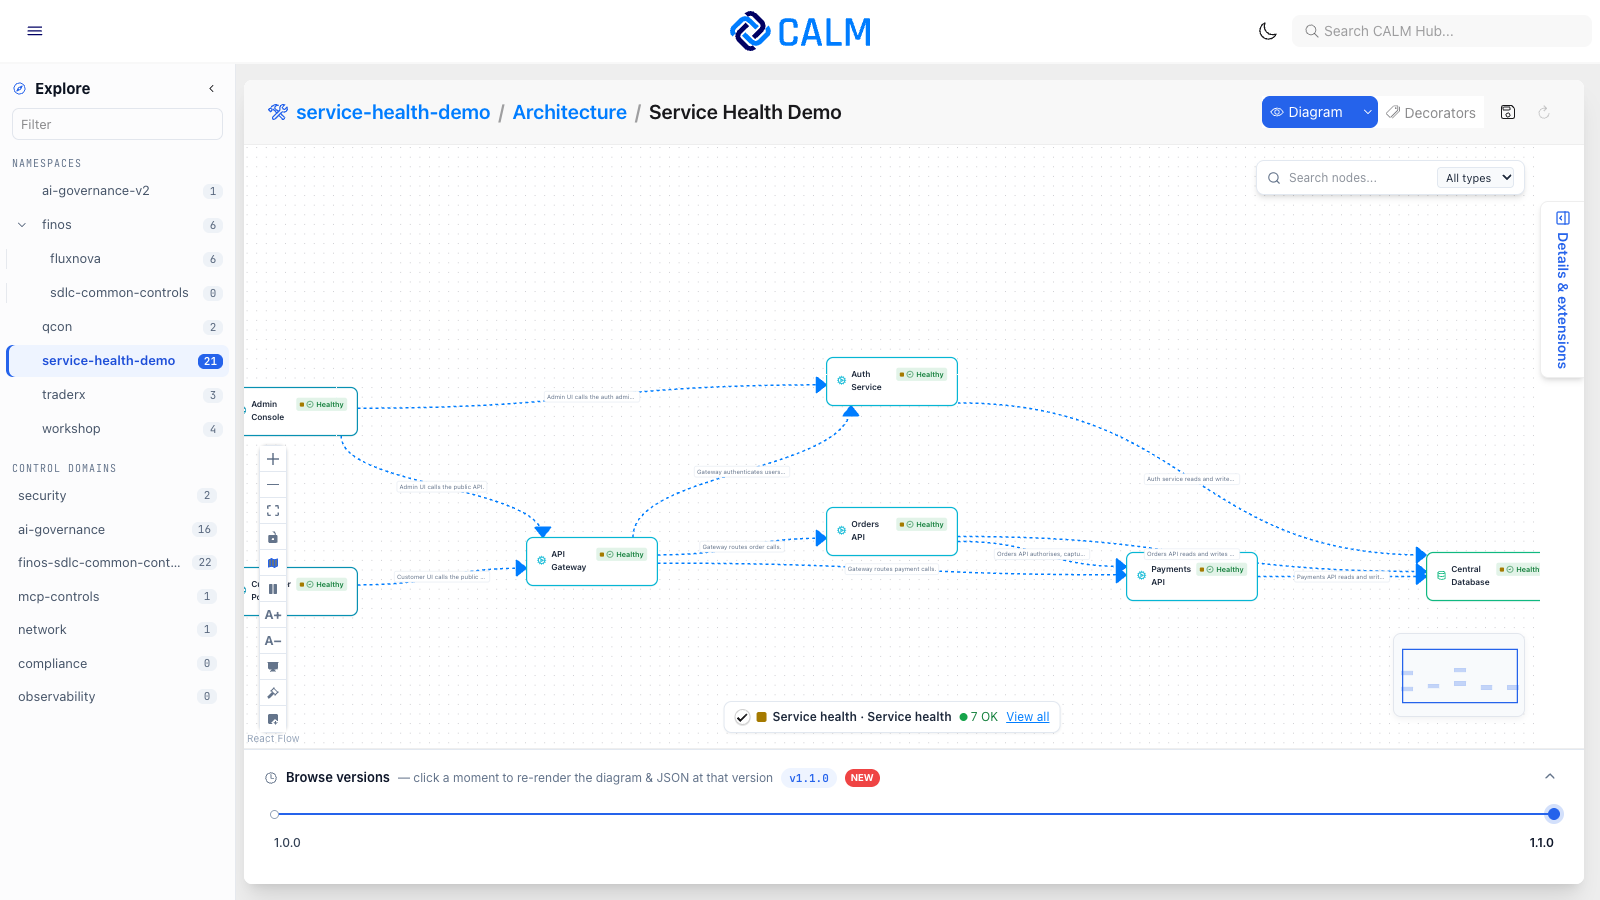 CALM
Search CALM Hub...
Explore
Filter
NAMESPACES
ai-governance-v2 1
finos 6
fluxnova 6
sdlc-common-controls 0
qcon 2
service-health-demo 21
traderx 3
workshop 4
CONTROL DOMAINS
security 2
ai-governance 16
finos-sdlc-common-cont... 22
mcp-controls 1
network 1
compliance 0
observability 0
service-health-demo / Architecture / Service Health Demo
Diagram
Decorators
Search nodes...
All types
Details & extensions
Auth Service
Healthy
Admin Console
Healthy
Admin UI calls the auth admi...
Gateway authenticates users...
Auth service reads and write...
Admin UI calls the public API.
Orders API
Healthy
API Gateway
Healthy
Gateway routes order calls.
Orders API authorises, captu...
Orders API reads and writes ...
Gateway routes payment calls.
Payments API
Healthy
Payments API reads and writ...
Central Database
Health
Customer UI calls the public ...
Healthy
A+
A−
Service health · Service health 7 OK View all
React Flow
Browse versions — click a moment to re-render the diagram & JSON at that version v1.1.0 NEW
1.0.0
1.1.0